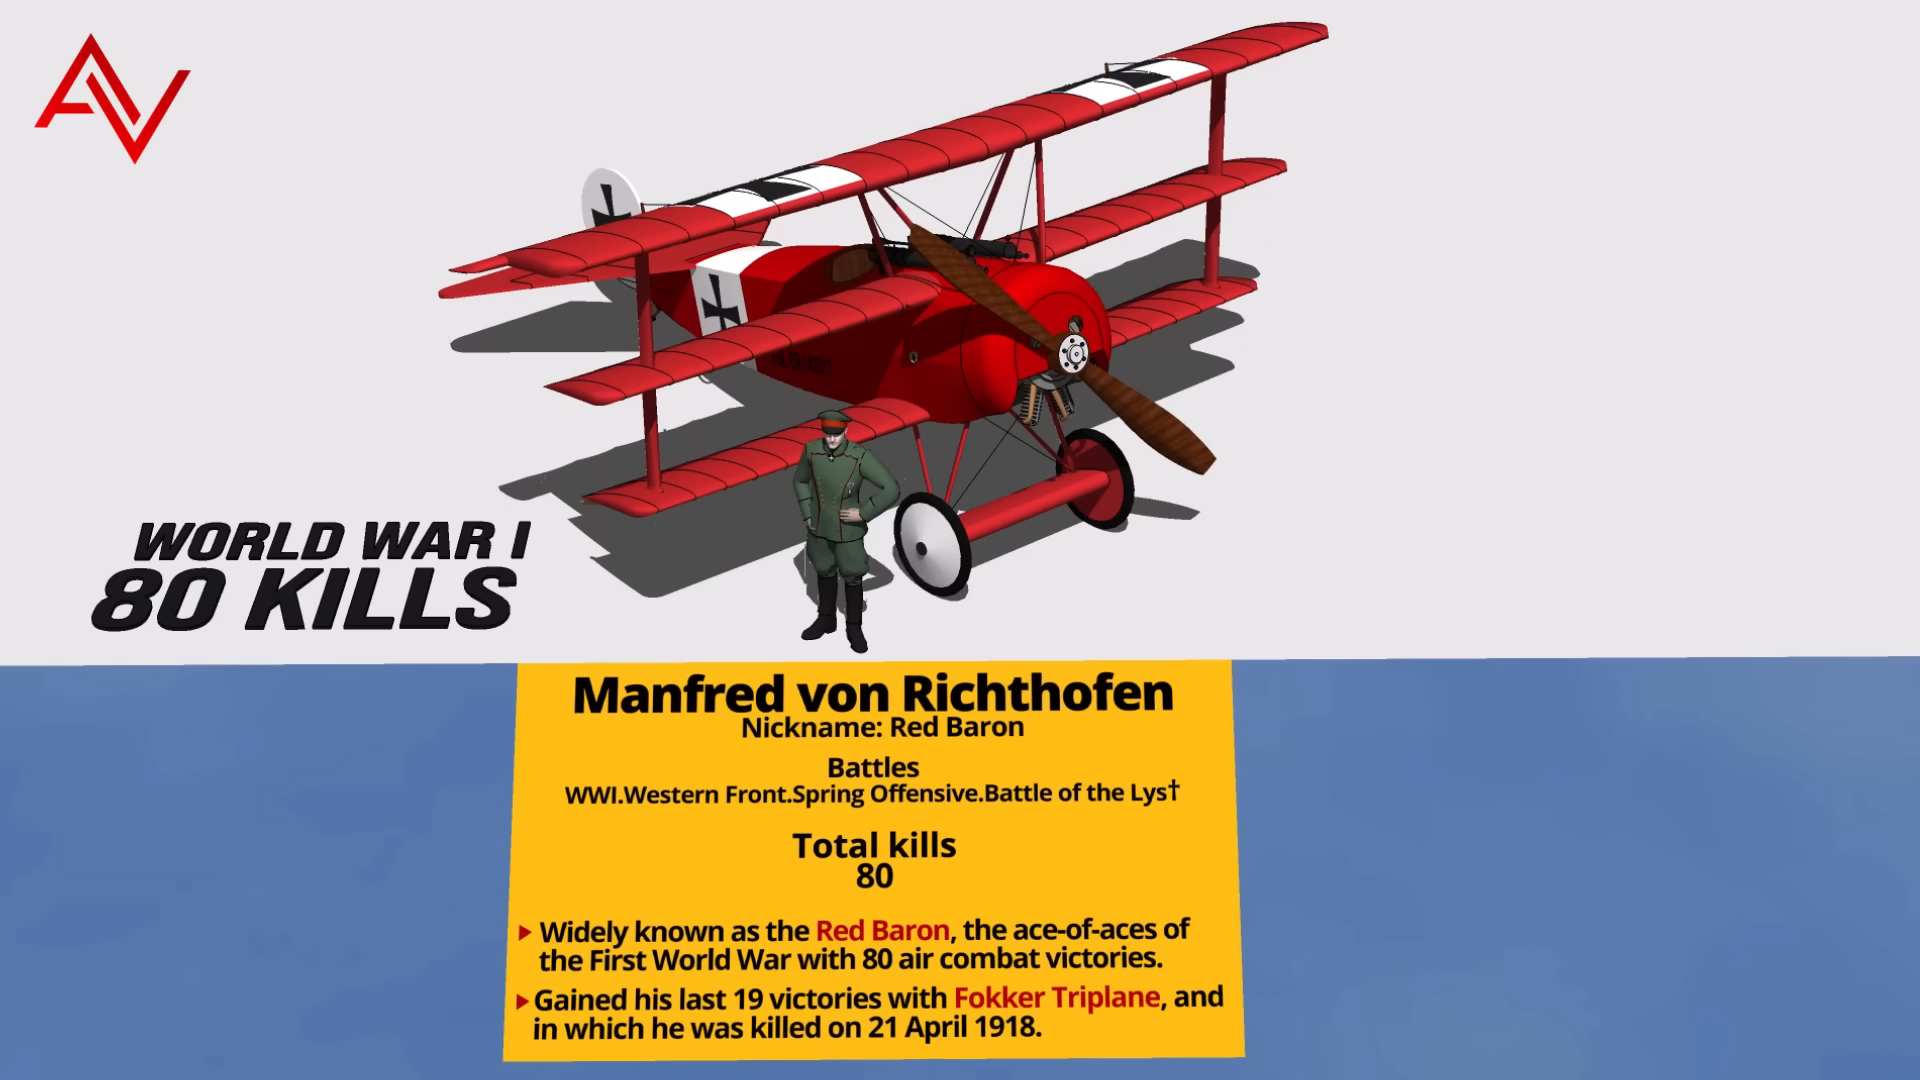 AV
WORLD WAR I
80 KILLS
Manfred von Richthofen
Nickname: Red Baron
Battles
WWI.Western Front.Spring Offensive.Battle of the Lys†
Total kills
80
Widely known as the Red Baron, the ace-of-aces of
the First World War with 80 air combat victories.
Gained his last 19 victories with Fokker Triplane, and
in which he was killed on 21 April 1918.